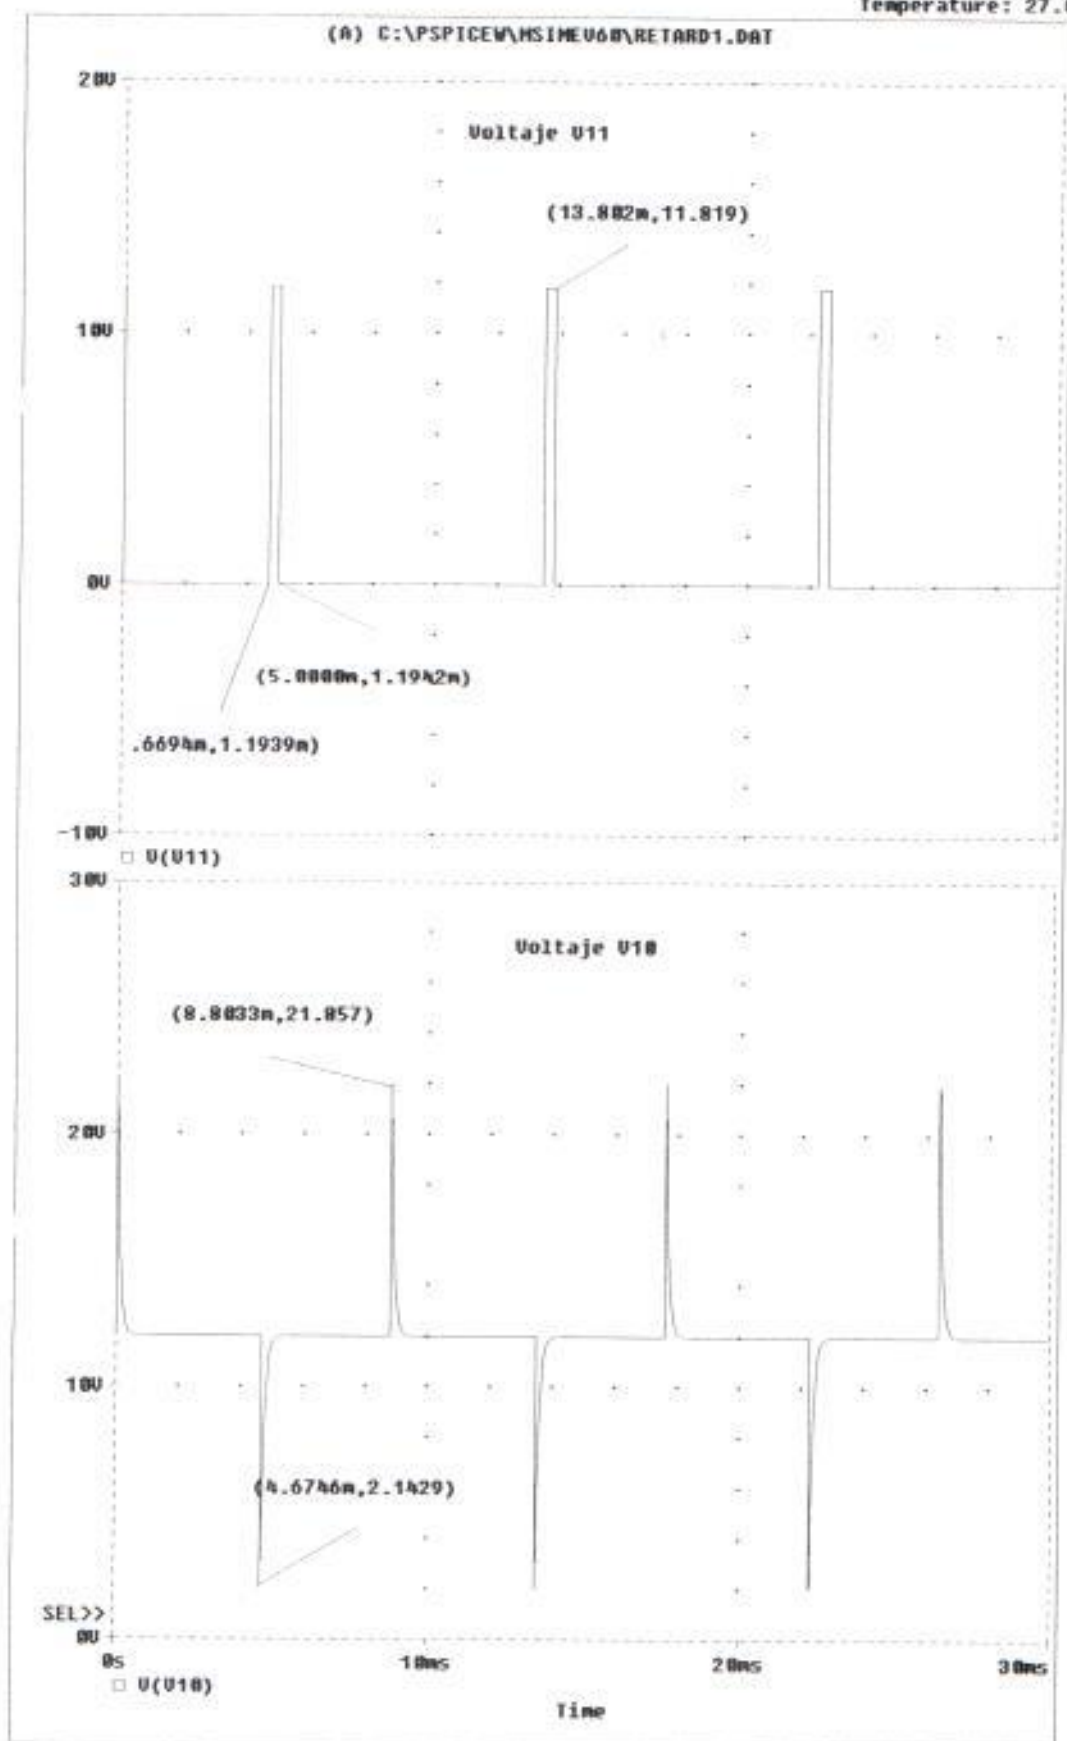 Temperature: 27.
(A) C:\PSPICEW\MSIMEV60\RETARD1.DAT
20V
Voltaje V11
(13.802m,11.819)
10V
0V
(5.0000m,1.1942m)
.6694m,1.1939m)
-10V
V(V11)
30V
Voltaje V10
(8.8033m,21.857)
20V
10V
(4.6746m,2.1429)
SEL>>
0V
0s
10ms
20ms
30ms
V(V10)
Time